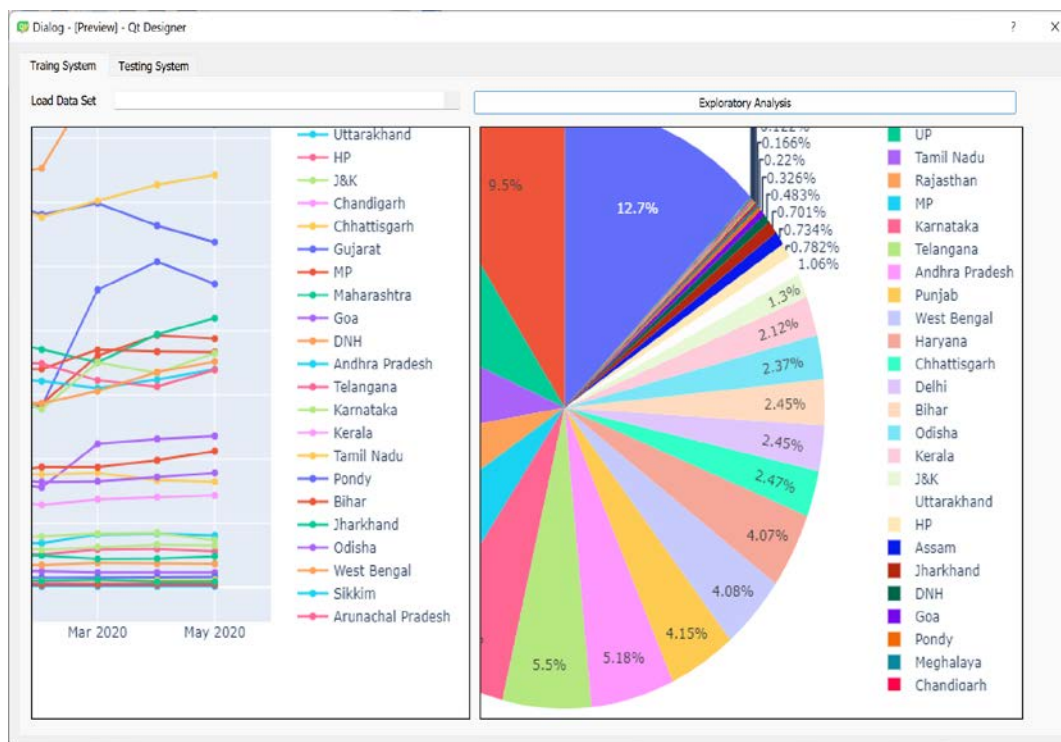 Dialog - [Preview] - Qt Designer
?
X
Traing System
Testing System
Load Data Set
Exploratory Analysis
Uttarakhand
HP
J&K
Chandigarh
Chhattisgarh
Gujarat
MP
Maharashtra
Goa
DNH
Andhra Pradesh
Telangana
Karnataka
Kerala
Tamil Nadu
Pondy
Bihar
Jharkhand
Odisha
West Bengal
Sikkim
Arunachal Pradesh
Mar 2020
May 2020
9.5%
12.7%
0.122%
0.166%
0.22%
0.326%
0.483%
0.701%
0.734%
0.782%
1.06%
1.3%
2.12%
2.37%
2.45%
2.45%
2.47%
4.07%
4.08%
4.15%
5.18%
5.5%
UP
Tamil Nadu
Rajasthan
MP
Karnataka
Telangana
Andhra Pradesh
Punjab
West Bengal
Haryana
Chhattisgarh
Delhi
Bihar
Odisha
Kerala
J&K
Uttarakhand
HP
Assam
Jharkhand
DNH
Goa
Pondy
Meghalaya
Chandigarh